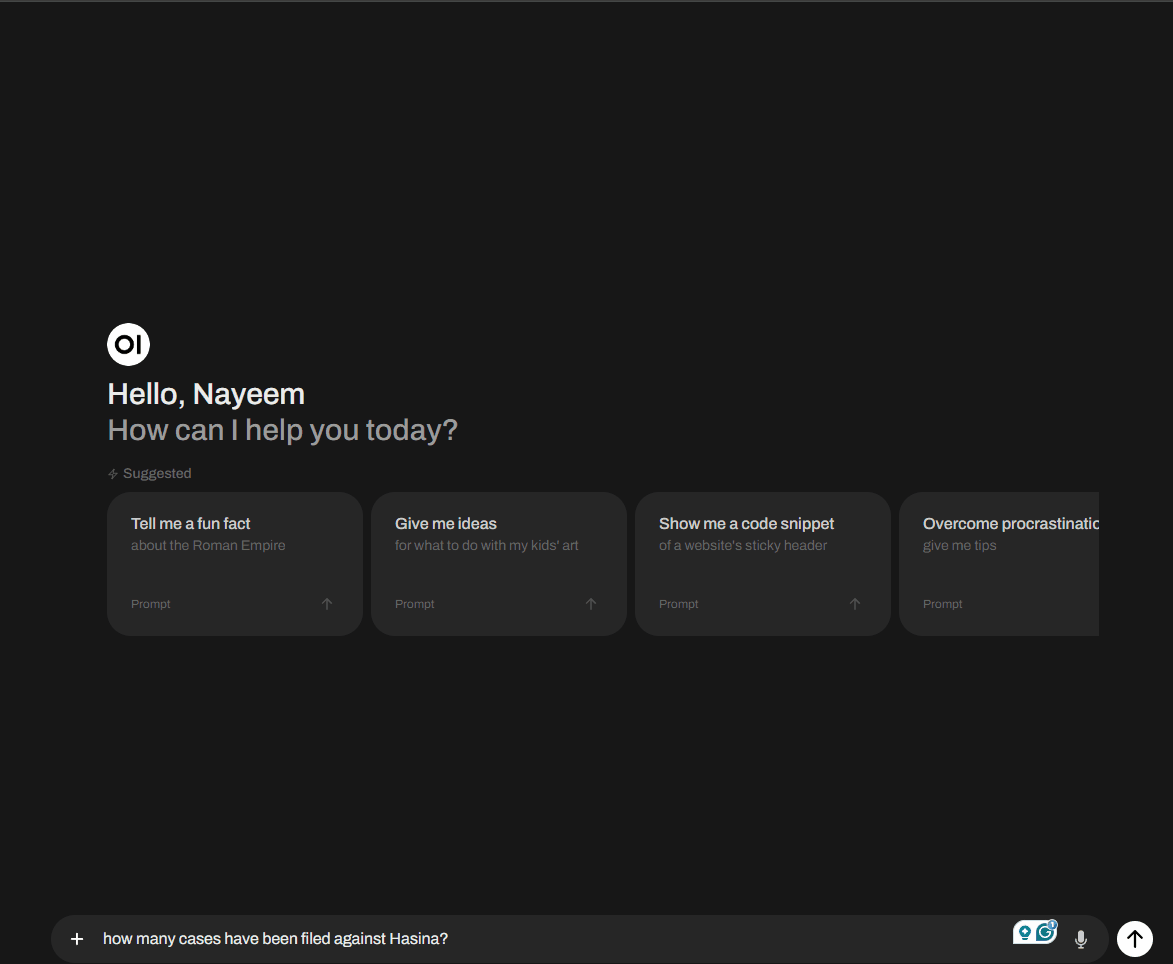 OI
Hello, Nayeem
How can I help you today?
Suggested
Tell me a fun fact
about the Roman Empire
Prompt
Give me ideas
for what to do with my kids' art
Prompt
Show me a code snippet
of a website's sticky header
Prompt
Overcome procrastinatio
give me tips
Prompt
how many cases have been filed against Hasina?
1